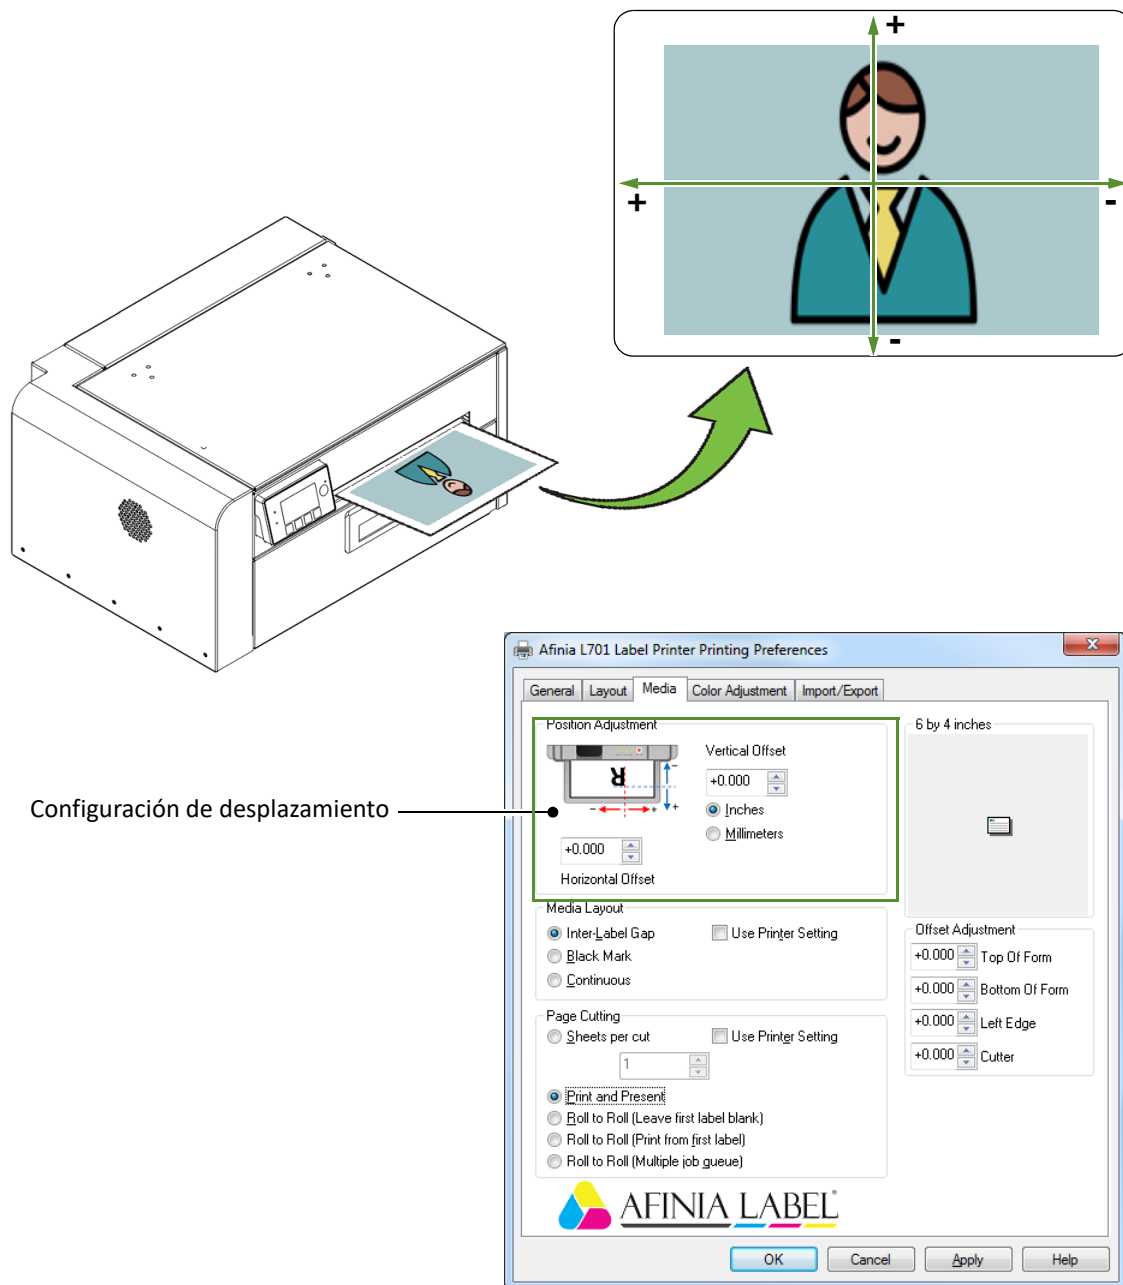 +
+
-
-
Afinia L701 Label Printer Printing Preferences
General Layout Media Color Adjustment Import/Export
Position Adjustment
R
-
- +
+
Vertical Offset
+0.000
Inches
Millimeters
+0.000
Horizontal Offset
6 by 4 inches
Configuración de desplazamiento
Media Layout
Inter-Label Gap Use Printer Setting
Black Mark
Continuous
Offset Adjustment
+0.000 Top Of Form
+0.000 Bottom Of Form
+0.000 Left Edge
+0.000 Cutter
Page Cutting
Sheets per cut Use Printer Setting
1
Print and Present
Roll to Roll (Leave first label blank)
Roll to Roll (Print from first label)
Roll to Roll (Multiple job queue)
AFINIA LABEL®
OK Cancel Apply Help